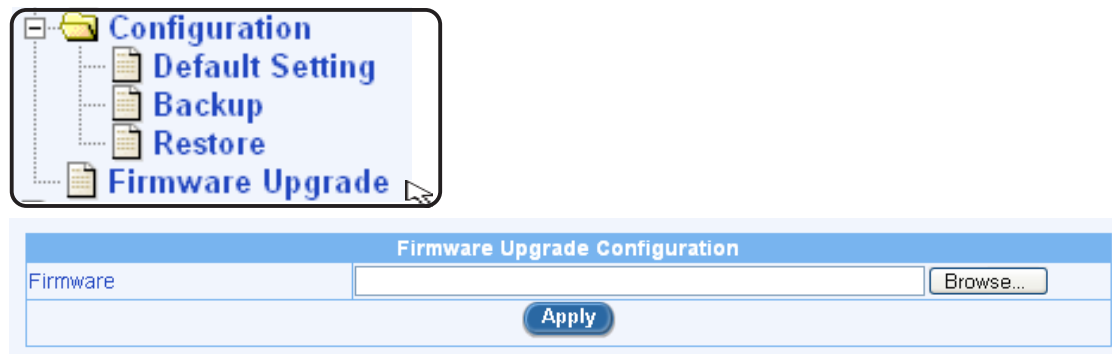 Configuration
Default Setting
Backup
Restore
Firmware Upgrade
Firmware Upgrade Configuration
Firmware Browse...
Apply